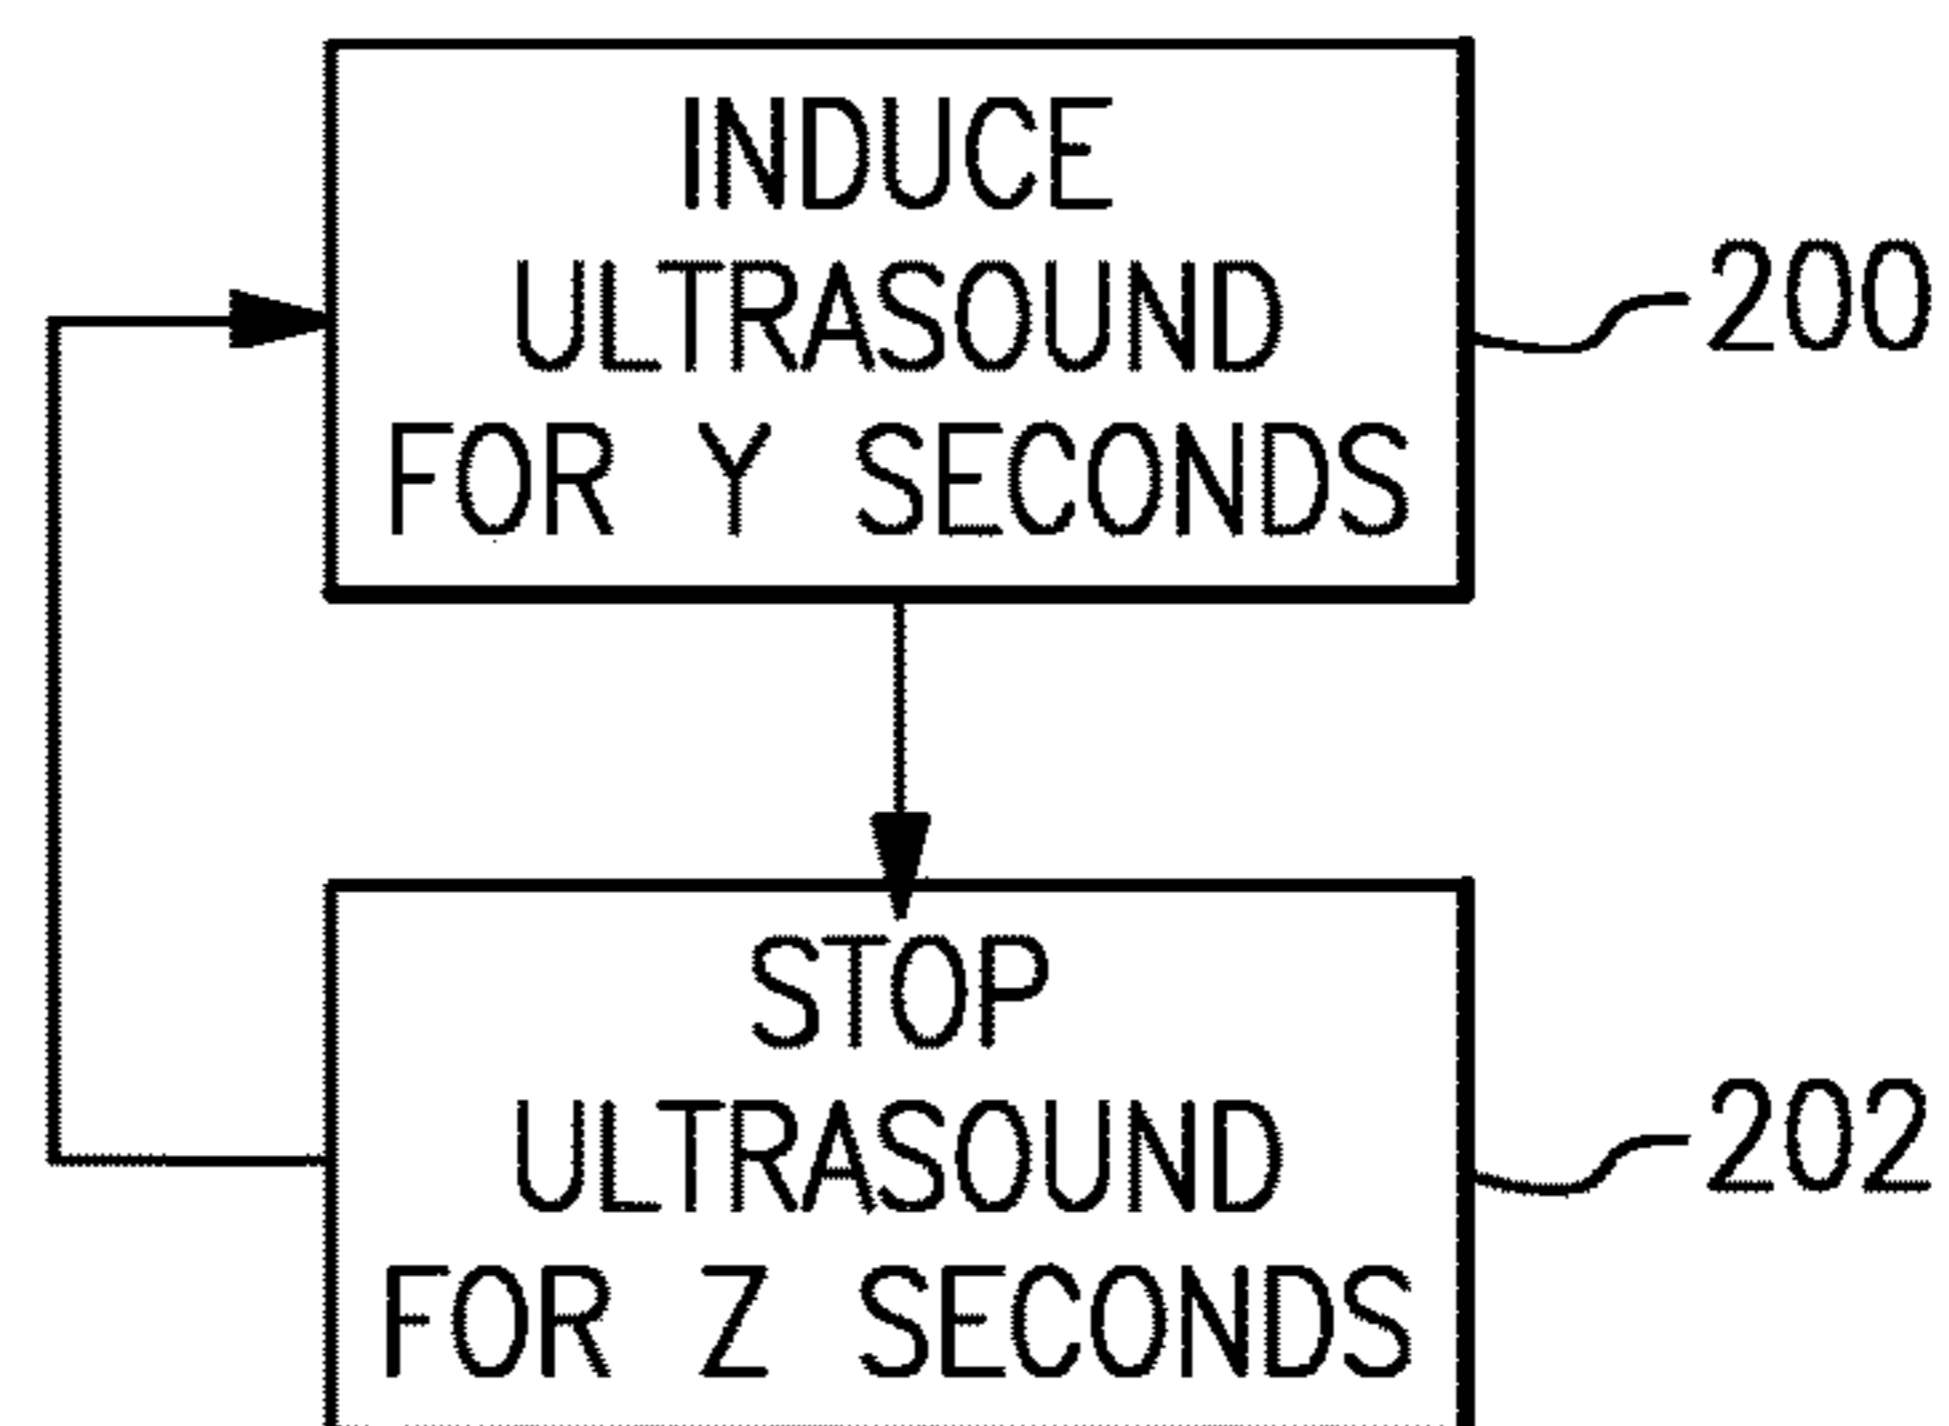 INDUCE
ULTRASOUND
FOR Y SECONDS
200
STOP
ULTRASOUND
FOR Z SECONDS
202